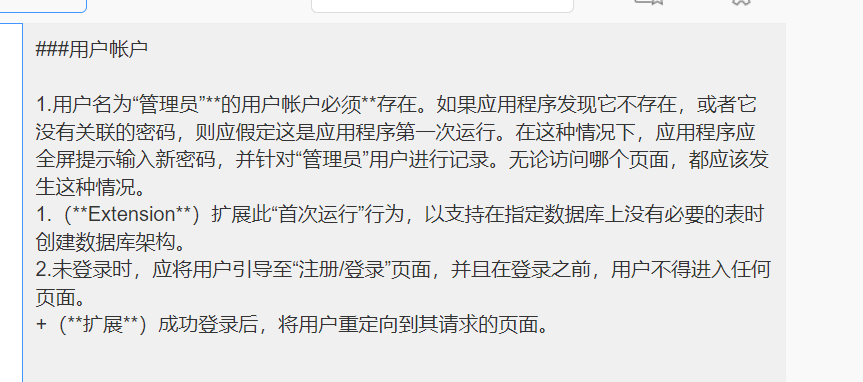 ###用户帐户
1.用户名为“管理员”**的用户帐户必须**存在。如果应用程序发现它不存在，或者它
没有关联的密码，则应假定这是应用程序第一次运行。在这种情况下，应用程序应
全屏提示输入新密码，并针对“管理员”用户进行记录。无论访问哪个页面，都应该发
生这种情况。
1.（**Extension**）扩展此“首次运行”行为，以支持在指定数据库上没有必要的表时
创建数据库架构。
2.未登录时，应将用户引导至“注册/登录”页面，并且在登录之前，用户不得进入任何
页面。
+（**扩展**）成功登录后，将用户重定向到其请求的页面。